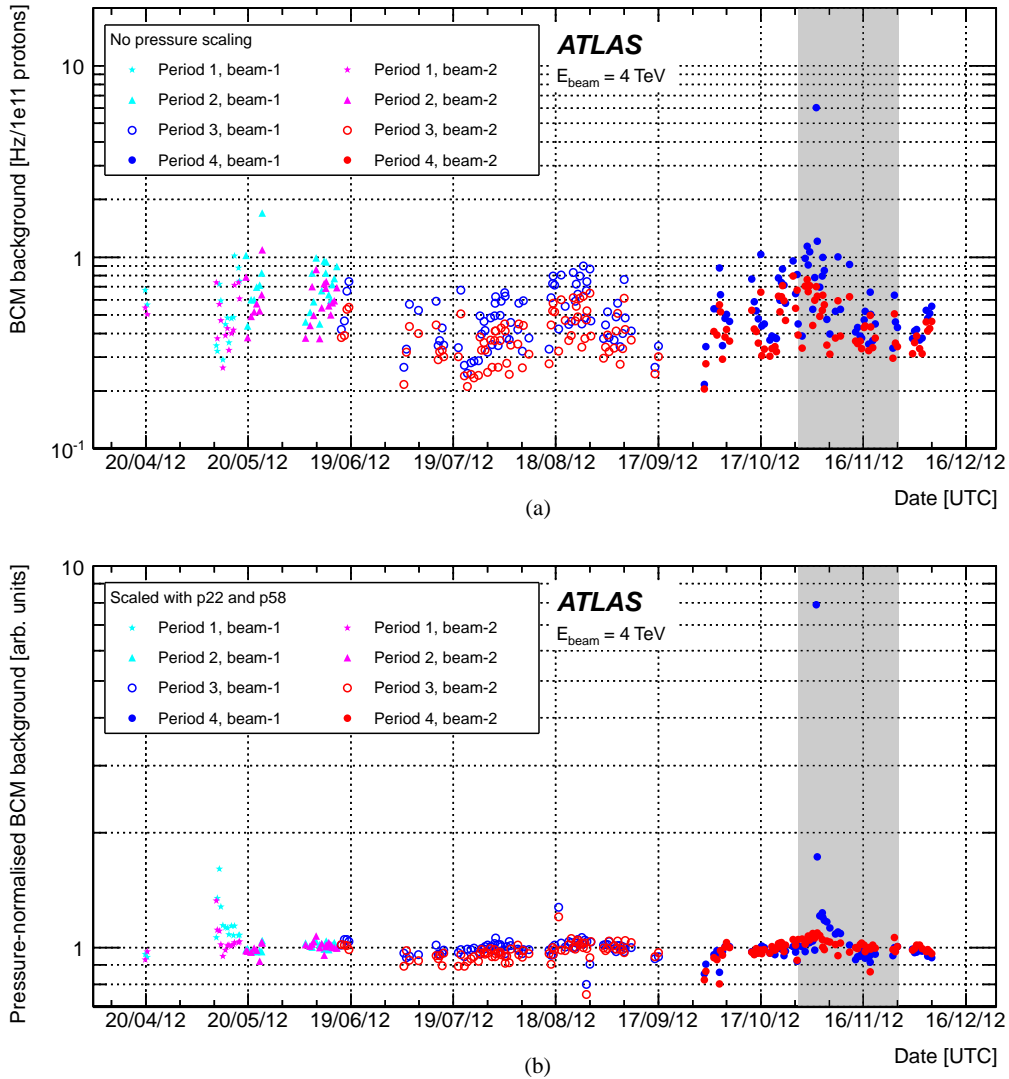 BCM background [Hz/1e11 protons]
10
1
10-1
No pressure scaling
Period 1, beam-1
Period 1, beam-2
Period 2, beam-1
Period 2, beam-2
Period 3, beam-1
Period 3, beam-2
Period 4, beam-1
Period 4, beam-2
ATLAS
Ebeam = 4 TeV
20/04/12 20/05/12 19/06/12 19/07/12 18/08/12 17/09/12 17/10/12 16/11/12 16/12/12
Date [UTC]
(a)
Pressure-normalised BCM background [arb. units]
10
1
Scaled with p22 and p58
Period 1, beam-1
Period 1, beam-2
Period 2, beam-1
Period 2, beam-2
Period 3, beam-1
Period 3, beam-2
Period 4, beam-1
Period 4, beam-2
ATLAS
Ebeam = 4 TeV
20/04/12 20/05/12 19/06/12 19/07/12 18/08/12 17/09/12 17/10/12 16/11/12 16/12/12
Date [UTC]
(b)